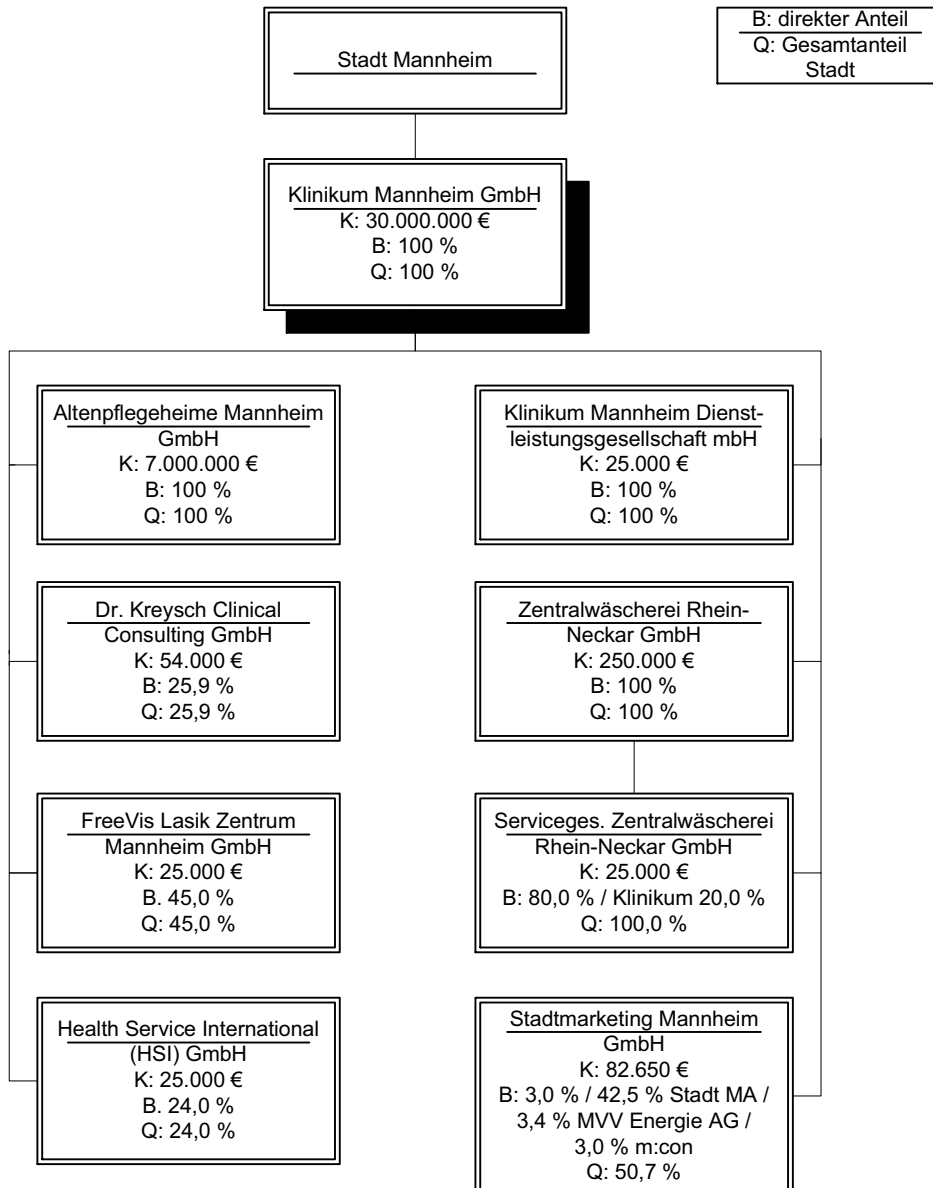 Stadt Mannheim
B: direkter Anteil
Q: Gesamtanteil
Stadt
Klinikum Mannheim GmbH
K: 30.000.000 €
B: 100 %
Q: 100 %
Altenpflegeheime Mannheim
GmbH
K: 7.000.000 €
B: 100 %
Q: 100 %
Klinikum Mannheim Dienst-
leistungsgesellschaft mbH
K: 25.000 €
B: 100 %
Q: 100 %
Dr. Kreysch Clinical
Consulting GmbH
K: 54.000 €
B: 25,9 %
Q: 25,9 %
Zentralwäscherei Rhein-
Neckar GmbH
K: 250.000 €
B: 100 %
Q: 100 %
FreeVis Lasik Zentrum
Mannheim GmbH
K: 25.000 €
B. 45,0 %
Q: 45,0 %
Serviceges. Zentralwäscherei
Rhein-Neckar GmbH
K: 25.000 €
B: 80,0 % / Klinikum 20,0 %
Q: 100,0 %
Health Service International
(HSI) GmbH
K: 25.000 €
B. 24,0 %
Q: 24,0 %
Stadtmarketing Mannheim
GmbH
K: 82.650 €
B: 3,0 % / 42,5 % Stadt MA /
3,4 % MVV Energie AG /
3,0 % m:con
Q: 50,7 %